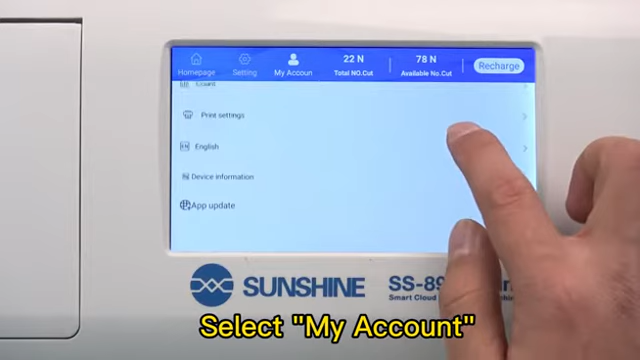 22 N
78 N
Recharge
Homepage
Setting
My Accoun
Total NO.Cut
Available No.Cut
Print settings
EN English
Device information
App update
SUNSHINE
SS-89
Smart Cloud
Select "My Account"